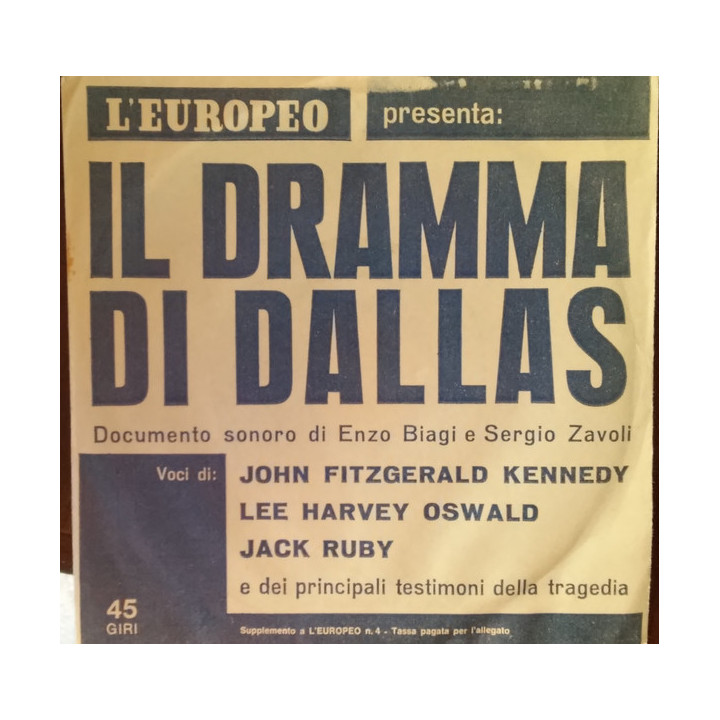 L'EUROPEO presenta:
IL DRAMMA
DI DALLAS
Documento sonoro di Enzo Biagi e Sergio Zavoli
Voci di: JOHN FITZGERALD KENNEDY
LEE HARVEY OSWALD
JACK RUBY
e dei principali testimoni della tragedia
45
GIRI
Supplemento a L'EUROPEO n. 4 - Tassa pagata per l'allegato